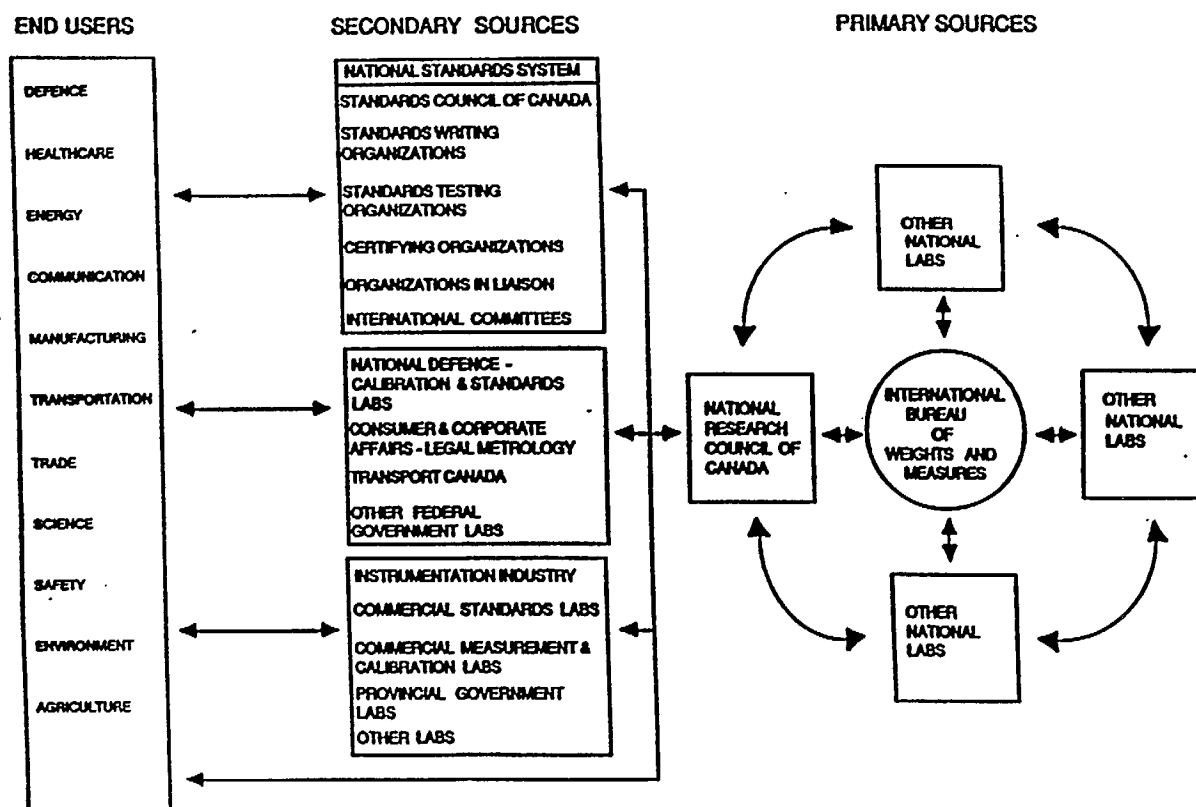 END USERS
SECONDARY SOURCES
PRIMARY SOURCES
DEFENCE
HEALTHCARE
ENERGY
COMMUNICATION
MANUFACTURING
TRANSPORTATION
TRADE
SCIENCE
SAFETY
ENVIRONMENT
AGRICULTURE
NATIONAL STANDARDS SYSTEM
STANDARDS COUNCIL OF CANADA
STANDARDS WRITING
ORGANIZATIONS
STANDARDS TESTING
ORGANIZATIONS
CERTIFYING ORGANIZATIONS
ORGANIZATIONS IN LIAISON
INTERNATIONAL COMMITTEES
NATIONAL DEFENCE -
CALIBRATION & STANDARDS
LABS
CONSUMER & CORPORATE
AFFAIRS - LEGAL METROLOGY
TRANSPORT CANADA
OTHER FEDERAL
GOVERNMENT LABS
INSTRUMENTATION INDUSTRY
COMMERCIAL STANDARDS LABS
COMMERCIAL MEASUREMENT &
CALIBRATION LABS
PROVINCIAL GOVERNMENT
LABS
OTHER LABS
OTHER
NATIONAL
LABS
NATIONAL
RESEARCH
COUNCIL OF
CANADA
INTERNATIONAL
BUREAU
OF
WEIGHTS AND
MEASURES
OTHER
NATIONAL
LABS
OTHER
NATIONAL
LABS